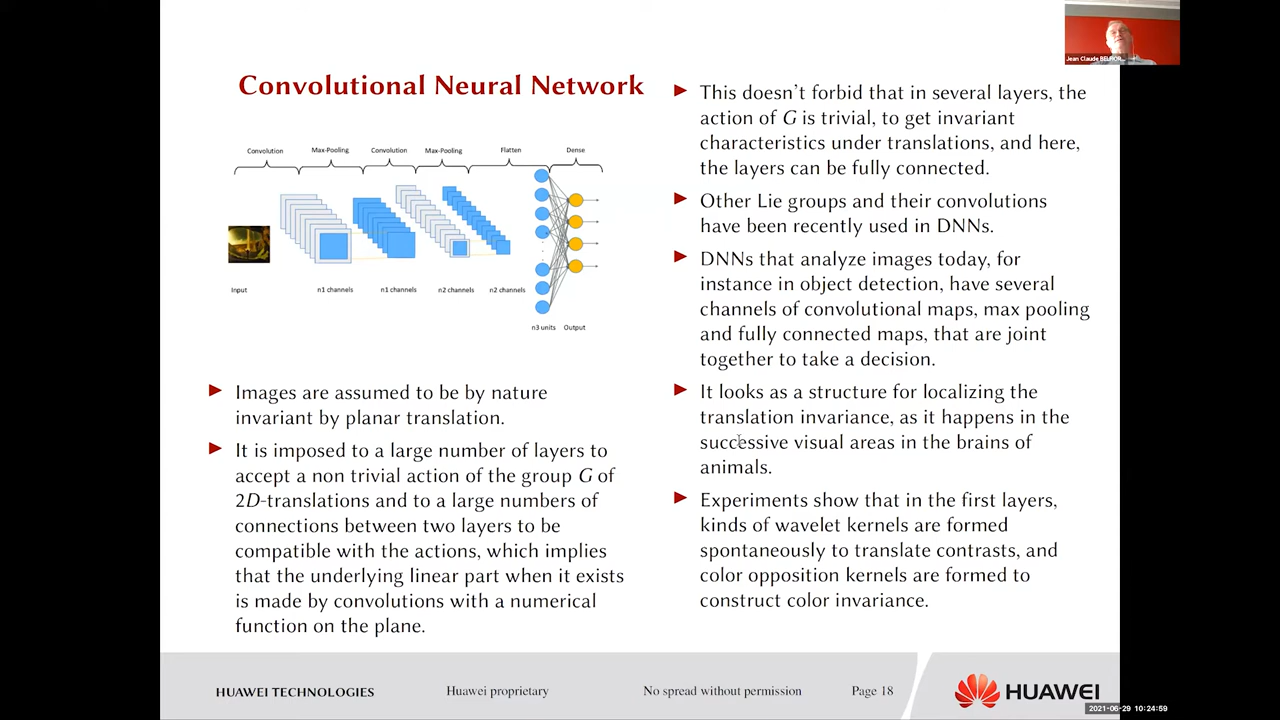 Convolutional Neural Network
Convolution
Max-Pooling
Convolution
Max-Pooling
Flatten
Dense
Input
n1 channels
n1 channels
n2 channels
n2 channels
n3 units
Output
► Images are assumed to be by nature
invariant by planar translation.
► It is imposed to a large number of layers to
accept a non trivial action of the group G of
2D-translations and to a large numbers of
connections between two layers to be
compatible with the actions, which implies
that the underlying linear part when it exists
is made by convolutions with a numerical
function on the plane.
► This doesn't forbid that in several layers, the
action of G is trivial, to get invariant
characteristics under translations, and here,
the layers can be fully connected.
► Other Lie groups and their convolutions
have been recently used in DNNs.
► DNNs that analyze images today, for
instance in object detection, have several
channels of convolutional maps, max pooling
and fully connected maps, that are joint
together to take a decision.
► It looks as a structure for localizing the
translation invariance, as it happens in the
successive visual areas in the brains of
animals.
► Experiments show that in the first layers,
kinds of wavelet kernels are formed
spontaneously to translate contrasts, and
color opposition kernels are formed to
construct color invariance.
Jean Claude
HUAWEI TECHNOLOGIES
Huawei proprietary
No spread without permission
Page 18
HUAWEI
2021-06-29 10:24:59